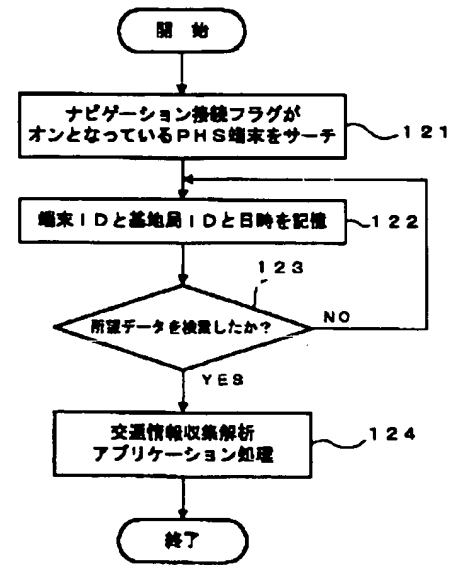 開 始
ナビゲーション接続フラグが
オンとなっているPHS端末をサーチ
121
端末IDと基地局IDと日時を記憶
122
123
所望データを検索したか?
NO
YES
交通情報収集解析
アプリケーション処理
124
終了